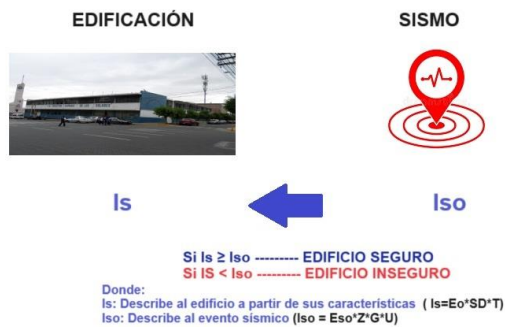 EDIFICACIÓN
SISMO
Is
Iso
Si Is ≥ Iso --------- EDIFICIO SEGURO
Si IS < Iso --------- EDIFICIO INSEGURO
Donde:
Is: Describe al edificio a partir de sus características ( Is=Eo*SD*T)
Iso: Describe al evento sísmico (Iso = Eso*Z*G*U)